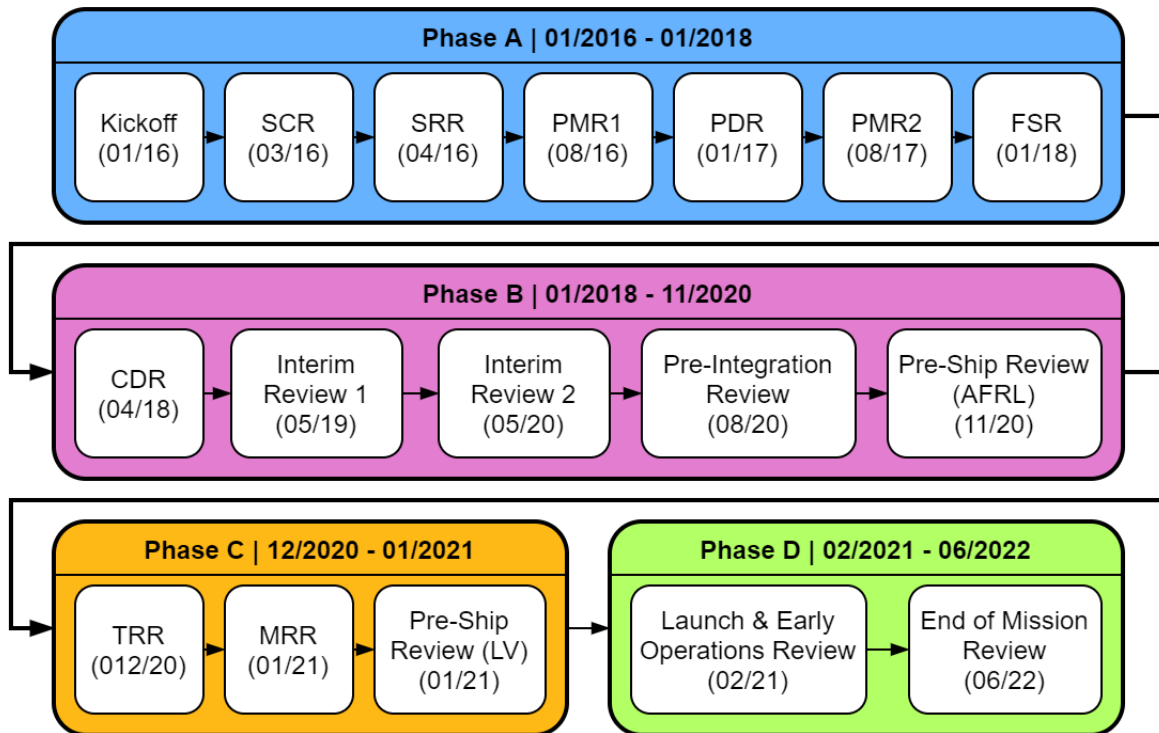 Phase A | 01/2016 - 01/2018
Kickoff
(01/16)
SCR
(03/16)
SRR
(04/16)
PMR1
(08/16)
PDR
(01/17)
PMR2
(08/17)
FSR
(01/18)
Phase B | 01/2018 - 11/2020
CDR
(04/18)
Interim
Review 1
(05/19)
Interim
Review 2
(05/20)
Pre-Integration
Review
(08/20)
Pre-Ship Review
(AFRL)
(11/20)
Phase C | 12/2020 - 01/2021
TRR
(012/20)
MRR
(01/21)
Pre-Ship
Review (LV)
(01/21)
Phase D | 02/2021 - 06/2022
Launch & Early
Operations Review
(02/21)
End of Mission
Review
(06/22)